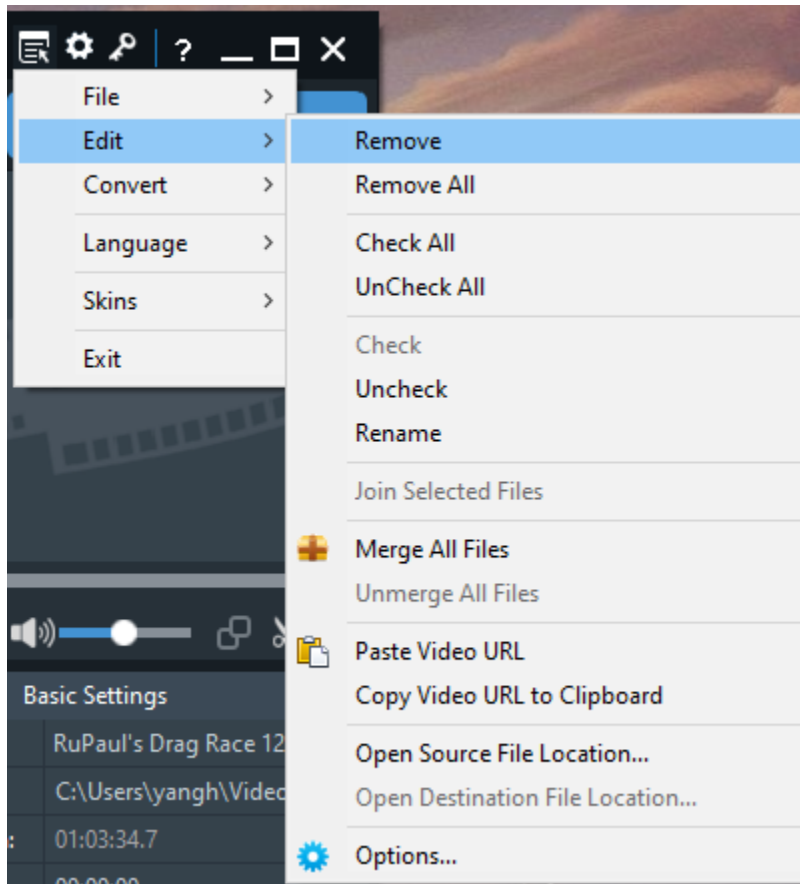 ?
File
Edit
Convert
Language
Skins
Exit
Remove
Remove All
Check All
UnCheck All
Check
Uncheck
Rename
Join Selected Files
Merge All Files
Unmerge All Files
Paste Video URL
Copy Video URL to Clipboard
Open Source File Location...
Open Destination File Location...
Options...
Basic Settings
RuPaul's Drag Race 12
C:\Users\yangh\Videc
: 01:03:34.7